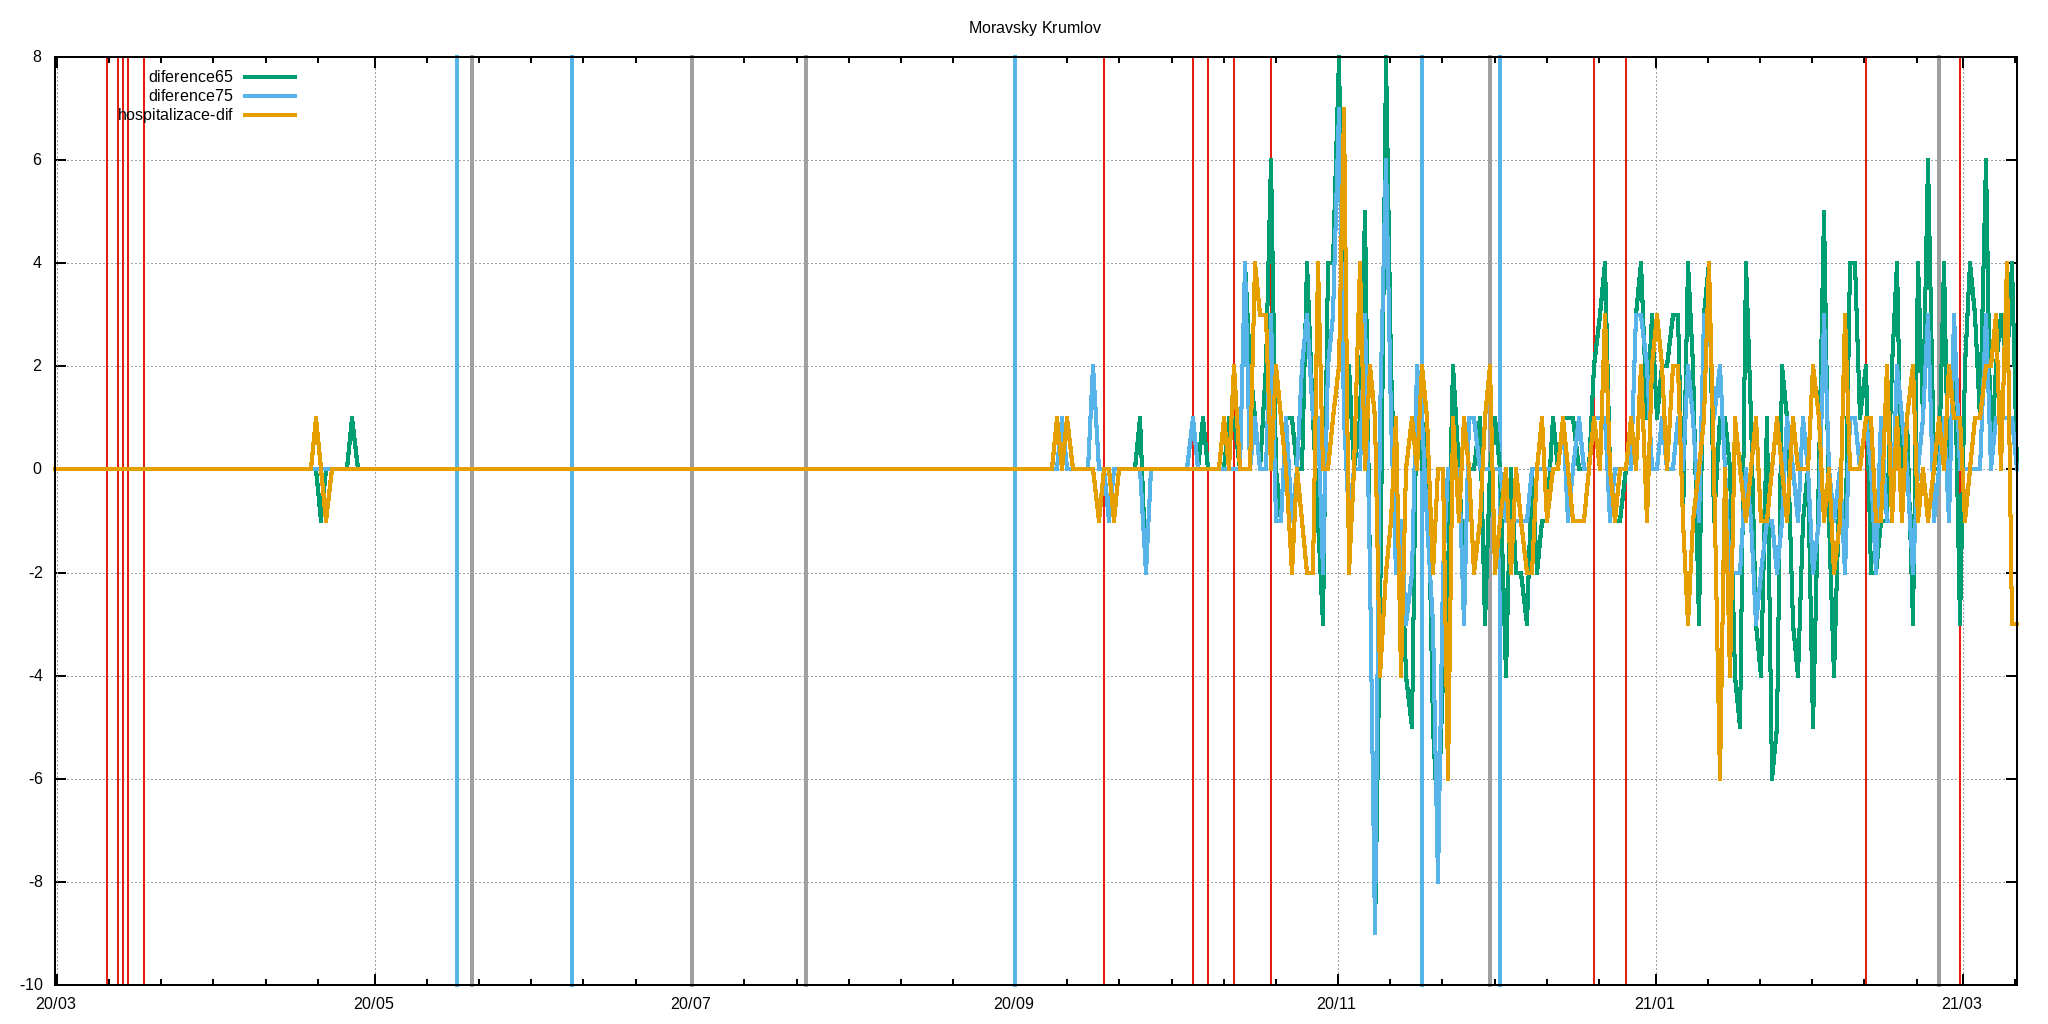 Moravsky Krumlov
diference65
diference75
hospitalizace-dif
8
6
4
2
0
-2
-4
-6
-8
-10
20/03 20/05 20/07 20/09 20/11 21/01 21/03